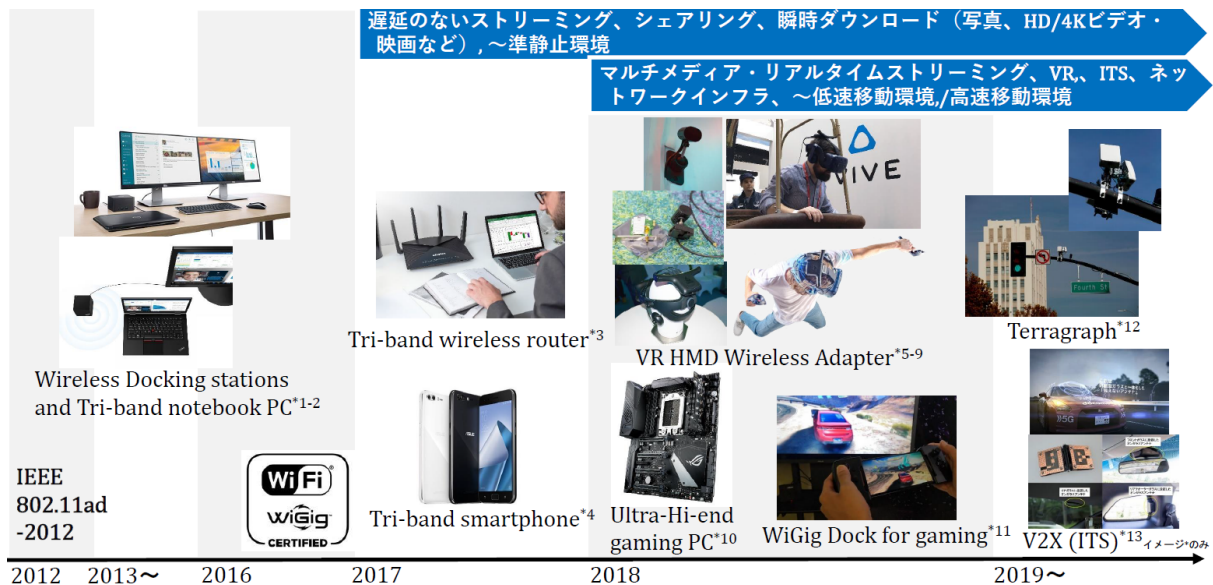 遅延のないストリーミング、シェアリング、瞬時ダウンロード（写真、HD/4Kビデオ・
映画など）, ～準静止環境
マルチメディア・リアルタイムストリーミング、VR,、ITS、ネッ
トワークインフラ、～低速移動環境,/高速移動環境
VIVE
Fourth St
Wireless Docking stations
and Tri-band notebook PC*1-2
Tri-band wireless router*3
VR HMD Wireless Adapter*5-9
Terragraph*12
5G
IEEE
802.11ad
-2012
Wi Fi®
WiGig®
CERTIFIED
Tri-band smartphone*4
Ultra-Hi-end
gaming PC*10
WiGig Dock for gaming*11
V2X (ITS)*13イメージ*のみ
2012
2013～
2016
2017
2018
2019～